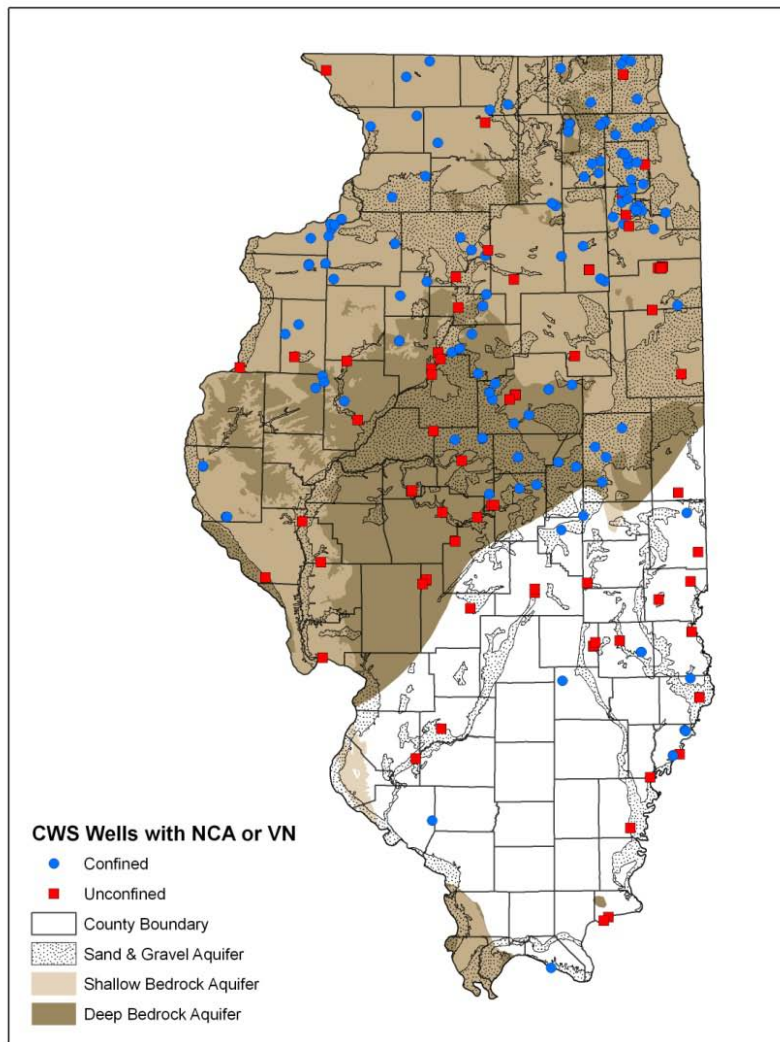 CWS Wells with NCA or VN
Confined
Unconfined
County Boundary
Sand & Gravel Aquifer
Shallow Bedrock Aquifer
Deep Bedrock Aquifer